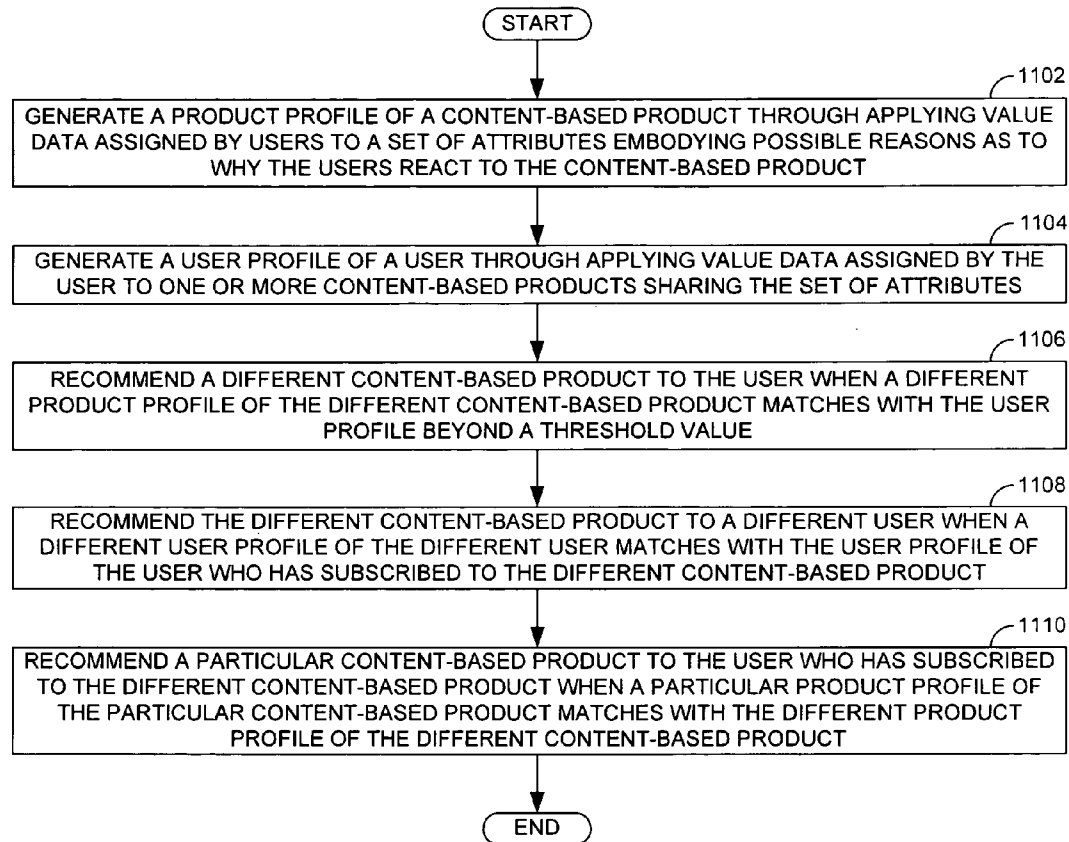 START
1102
GENERATE A PRODUCT PROFILE OF A CONTENT-BASED PRODUCT THROUGH APPLYING VALUE
DATA ASSIGNED BY USERS TO A SET OF ATTRIBUTES EMBODYING POSSIBLE REASONS AS TO
WHY THE USERS REACT TO THE CONTENT-BASED PRODUCT
1104
GENERATE A USER PROFILE OF A USER THROUGH APPLYING VALUE DATA ASSIGNED BY THE
USER TO ONE OR MORE CONTENT-BASED PRODUCTS SHARING THE SET OF ATTRIBUTES
1106
RECOMMEND A DIFFERENT CONTENT-BASED PRODUCT TO THE USER WHEN A DIFFERENT
PRODUCT PROFILE OF THE DIFFERENT CONTENT-BASED PRODUCT MATCHES WITH THE USER
PROFILE BEYOND A THRESHOLD VALUE
1108
RECOMMEND THE DIFFERENT CONTENT-BASED PRODUCT TO A DIFFERENT USER WHEN A
DIFFERENT USER PROFILE OF THE DIFFERENT USER MATCHES WITH THE USER PROFILE OF
THE USER WHO HAS SUBSCRIBED TO THE DIFFERENT CONTENT-BASED PRODUCT
1110
RECOMMEND A PARTICULAR CONTENT-BASED PRODUCT TO THE USER WHO HAS SUBSCRIBED
TO THE DIFFERENT CONTENT-BASED PRODUCT WHEN A PARTICULAR PRODUCT PROFILE OF
THE PARTICULAR CONTENT-BASED PRODUCT MATCHES WITH THE DIFFERENT PRODUCT
PROFILE OF THE DIFFERENT CONTENT-BASED PRODUCT
END